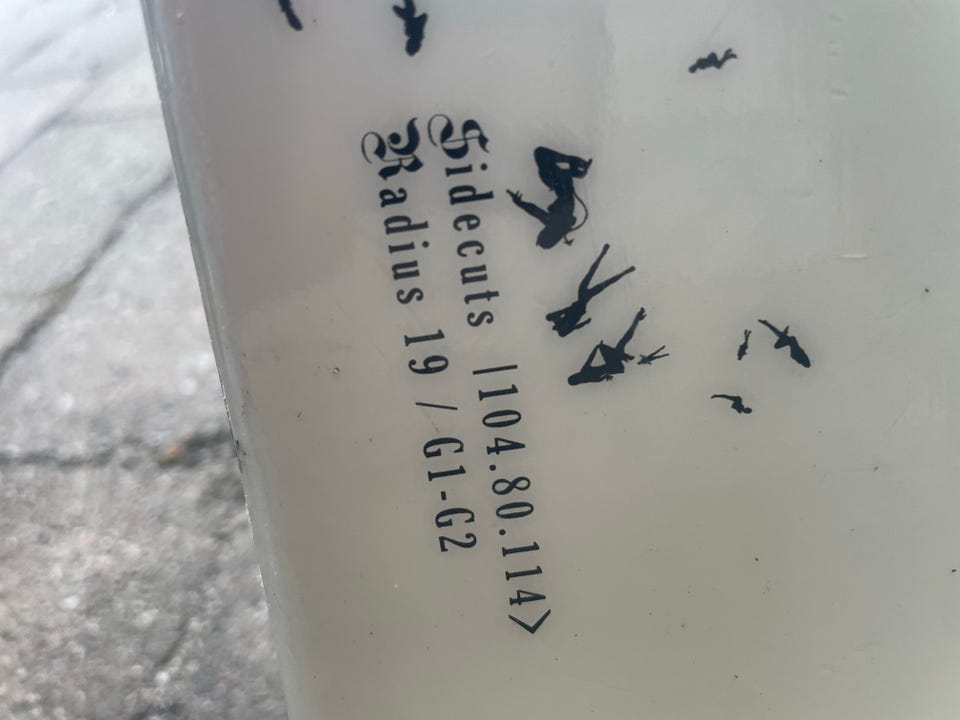 Sidecuts |104.80.114>
Radius 19 / G1-G2